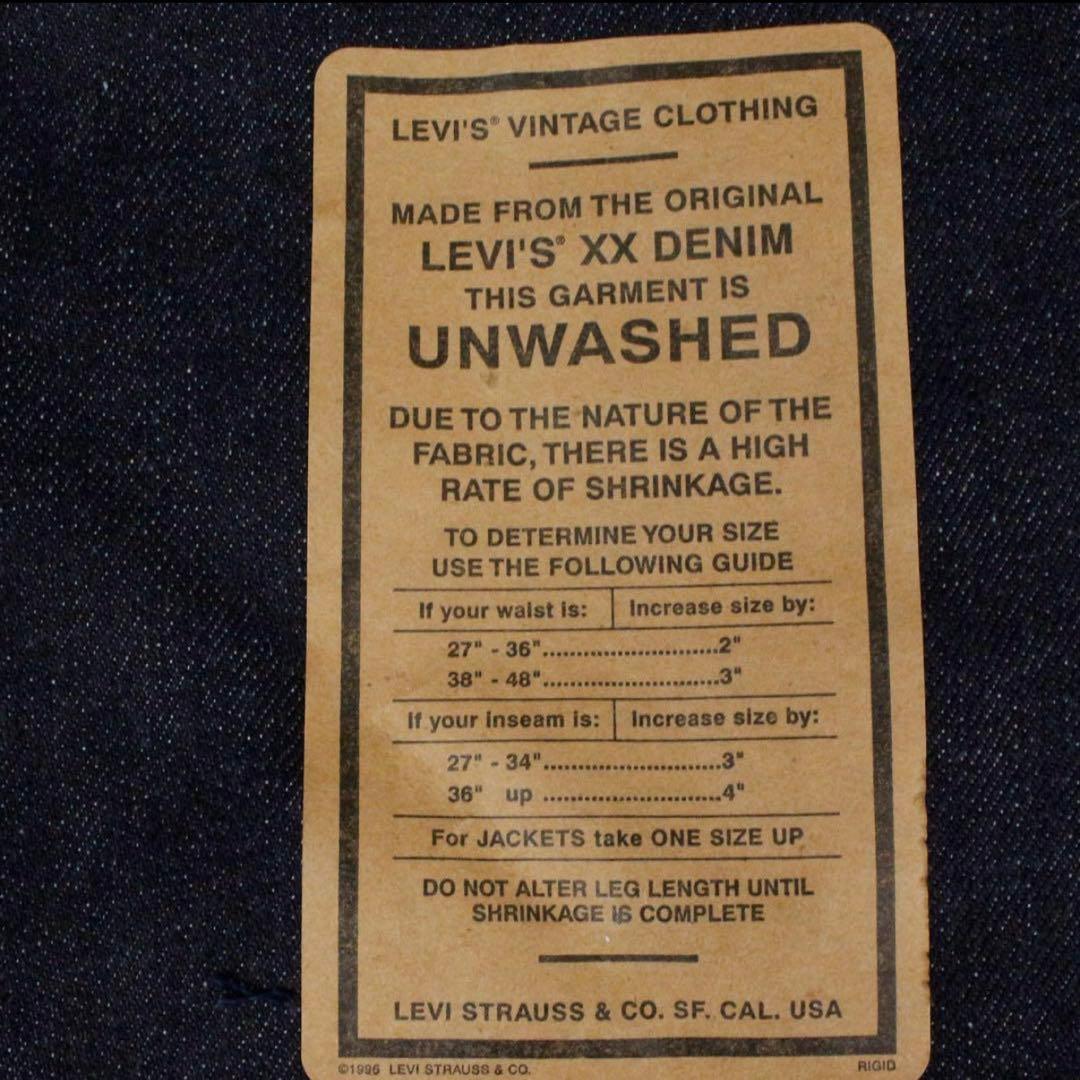 LEVI'S® VINTAGE CLOTHING
MADE FROM THE ORIGINAL
LEVI'S® XX DENIM
THIS GARMENT IS
UNWASHED
DUE TO THE NATURE OF THE
FABRIC, THERE IS A HIGH
RATE OF SHRINKAGE.
TO DETERMINE YOUR SIZE
USE THE FOLLOWING GUIDE
If your waist is: Increase size by:
27" - 36"...........................2"
38" - 48"...........................3"
If your inseam is: Increase size by:
27" - 34"...........................3"
36" up ...........................4"
For JACKETS take ONE SIZE UP
DO NOT ALTER LEG LENGTH UNTIL
SHRINKAGE IS COMPLETE
LEVI STRAUSS & CO. SF. CAL. USA
©1996 LEVI STRAUSS & CO. RIGID